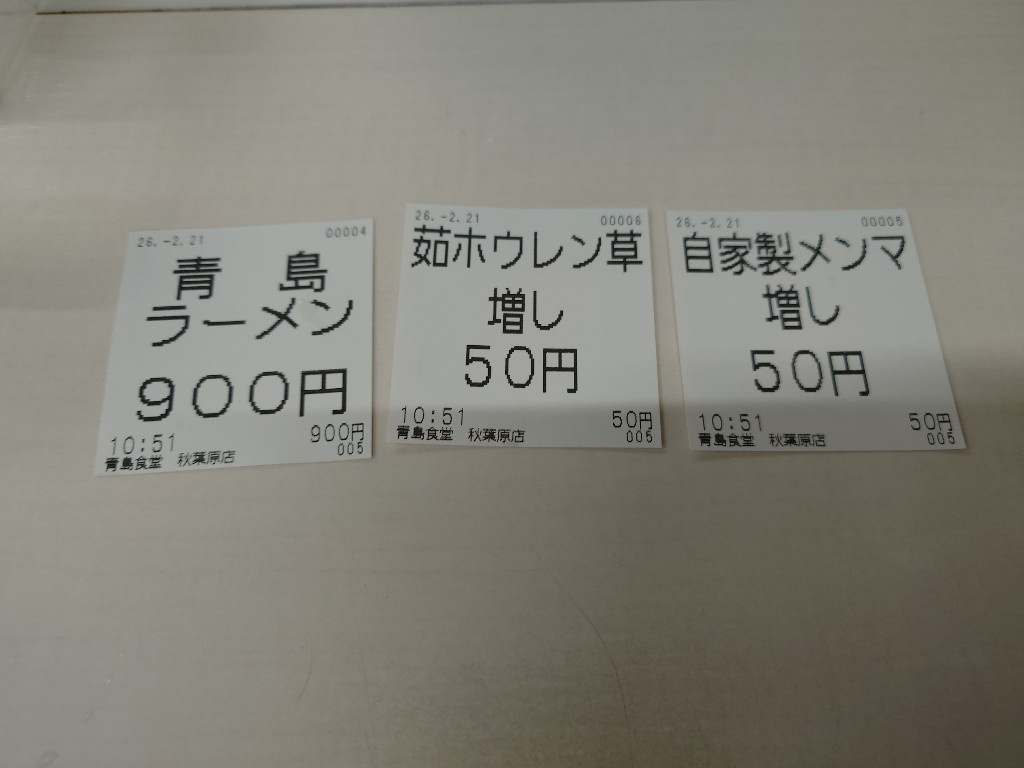 26.-2.21 00004
青 島
ラーメン
900円
10:51 900円
青島食堂 秋葉原店 005
26.-2.21 00006
茹ホウレン草
増し
50円
10:51 50円
青島食堂 秋葉原店 005
26.-2.21 00005
自家製メンマ
増し
50円
10:51 50円
青島食堂 秋葉原店 005